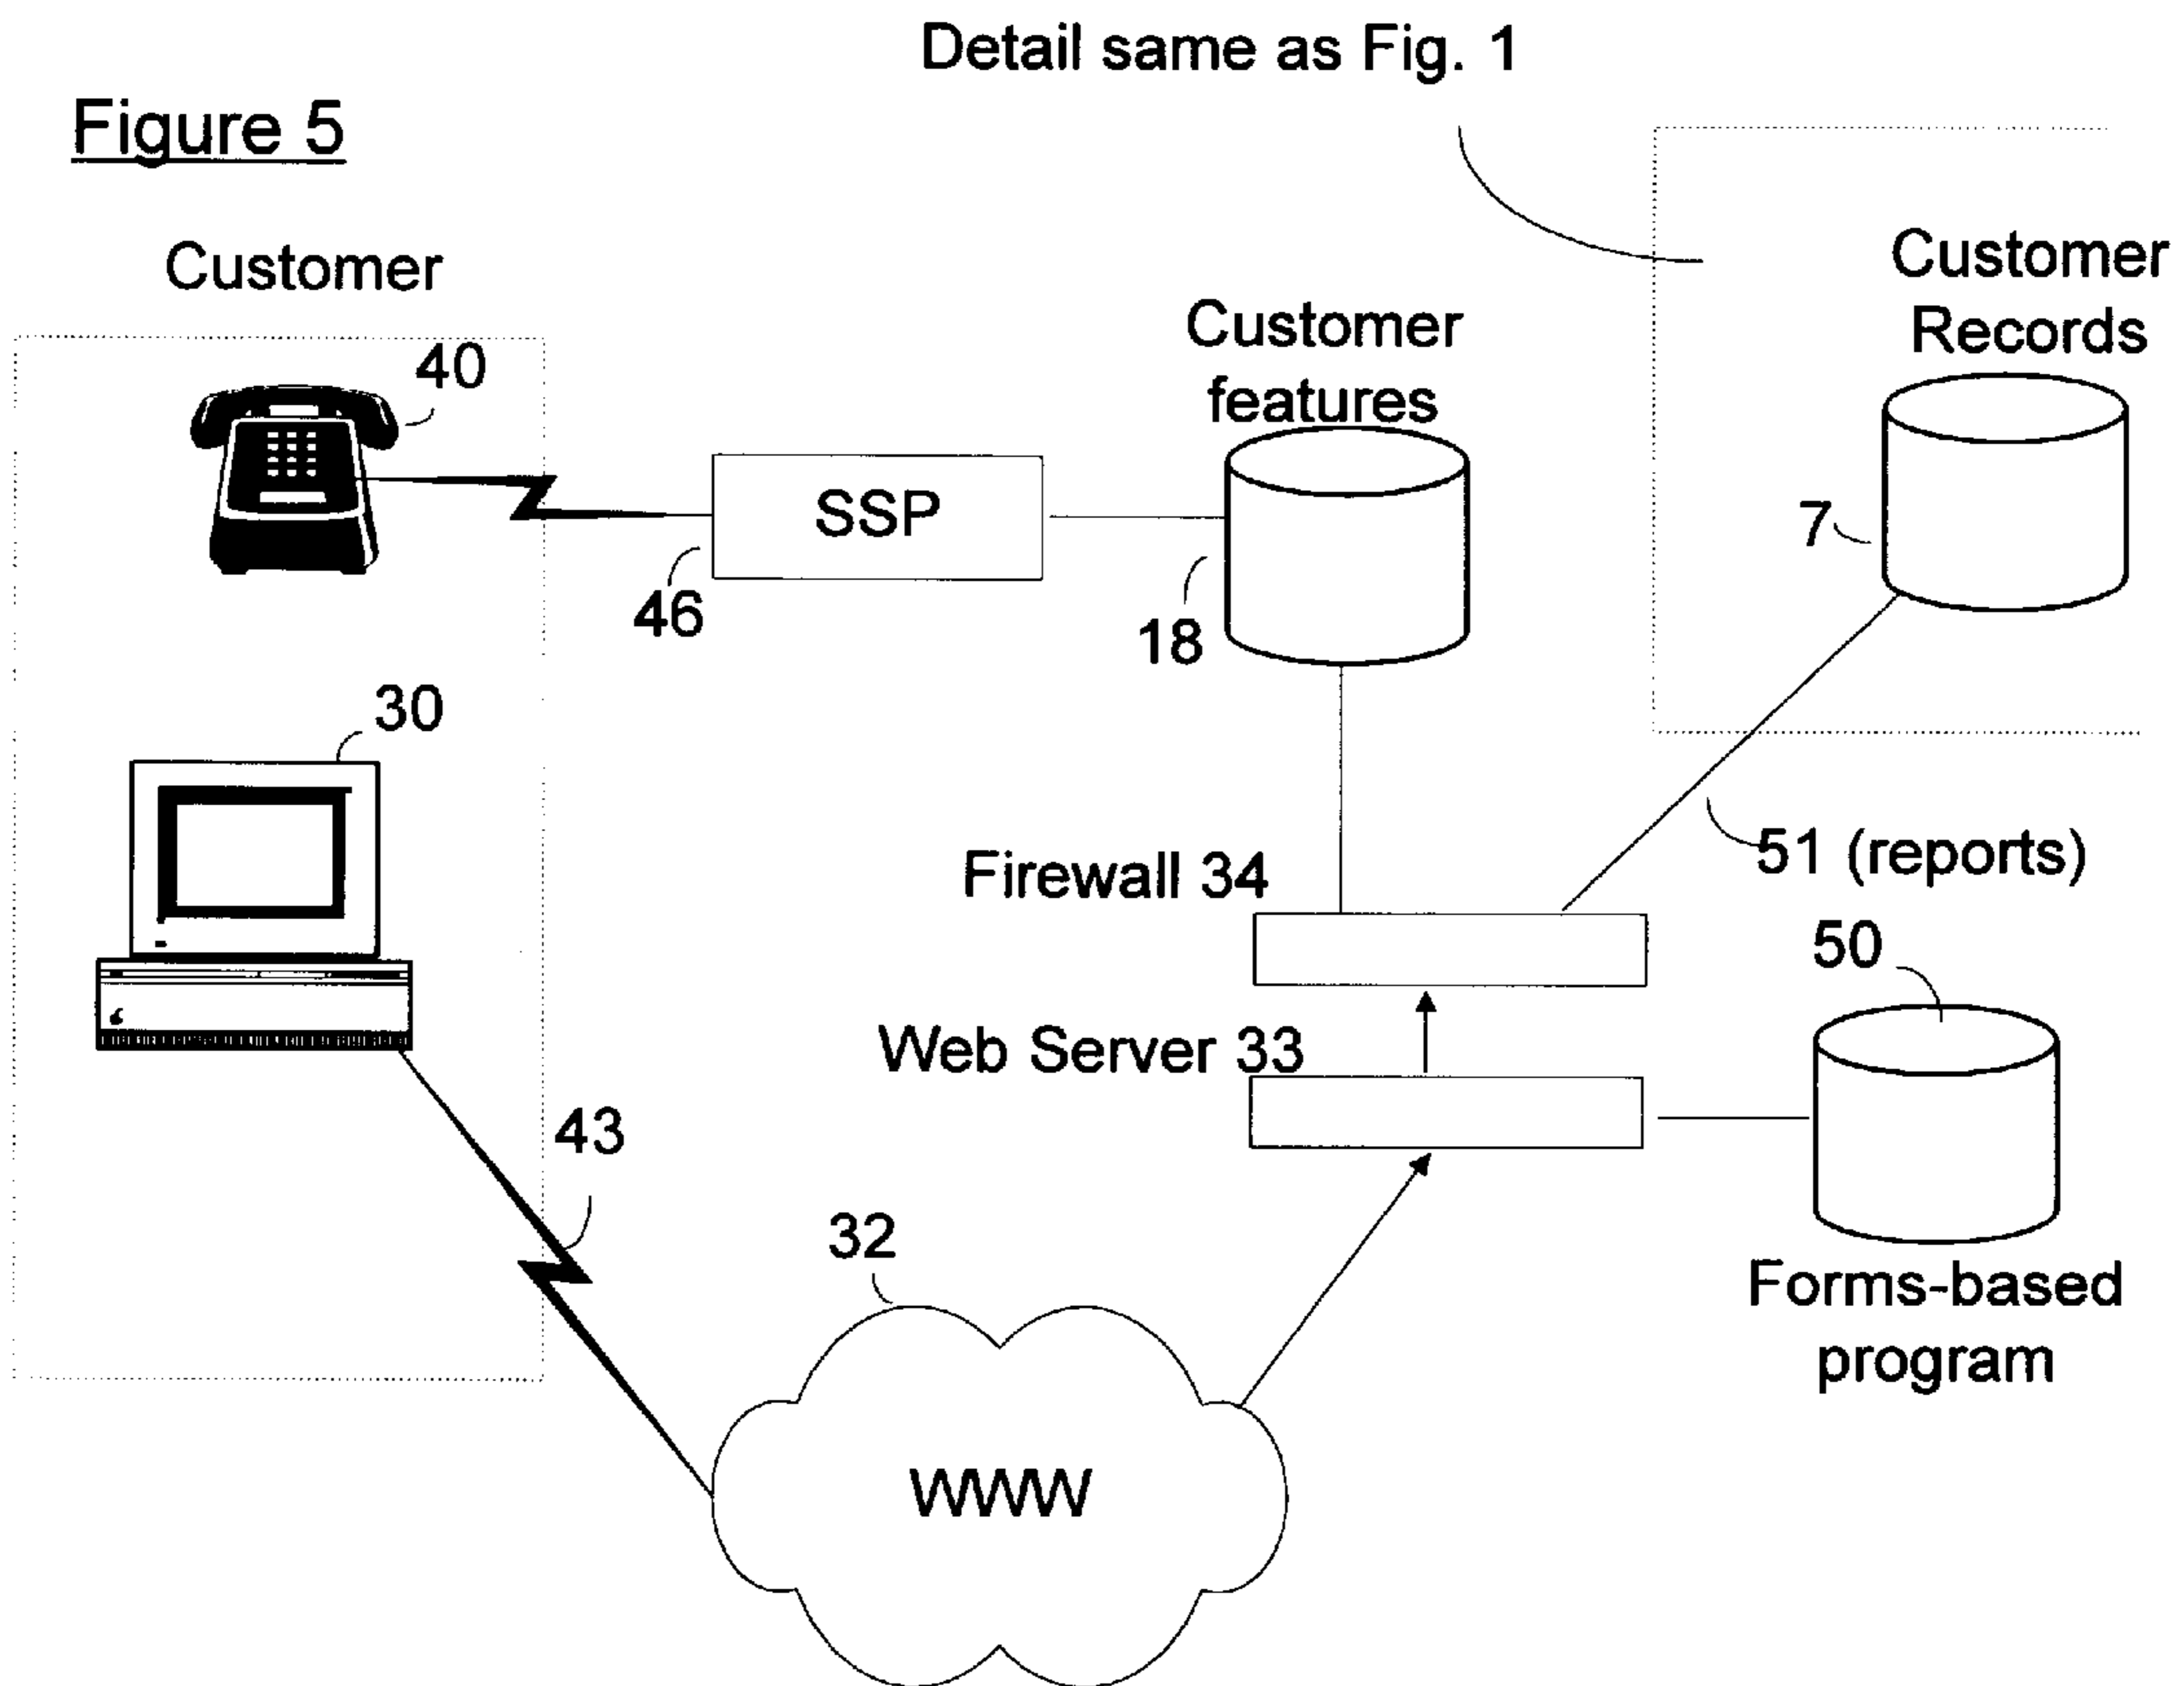 Detail same as Fig. 1
Figure 5
Customer
Customer
Records
Customer
features
40
SSP
7
46
18
30
51 (reports)
Firewall 34
50
Web Server 33
43
32
Forms-based
program
WWW